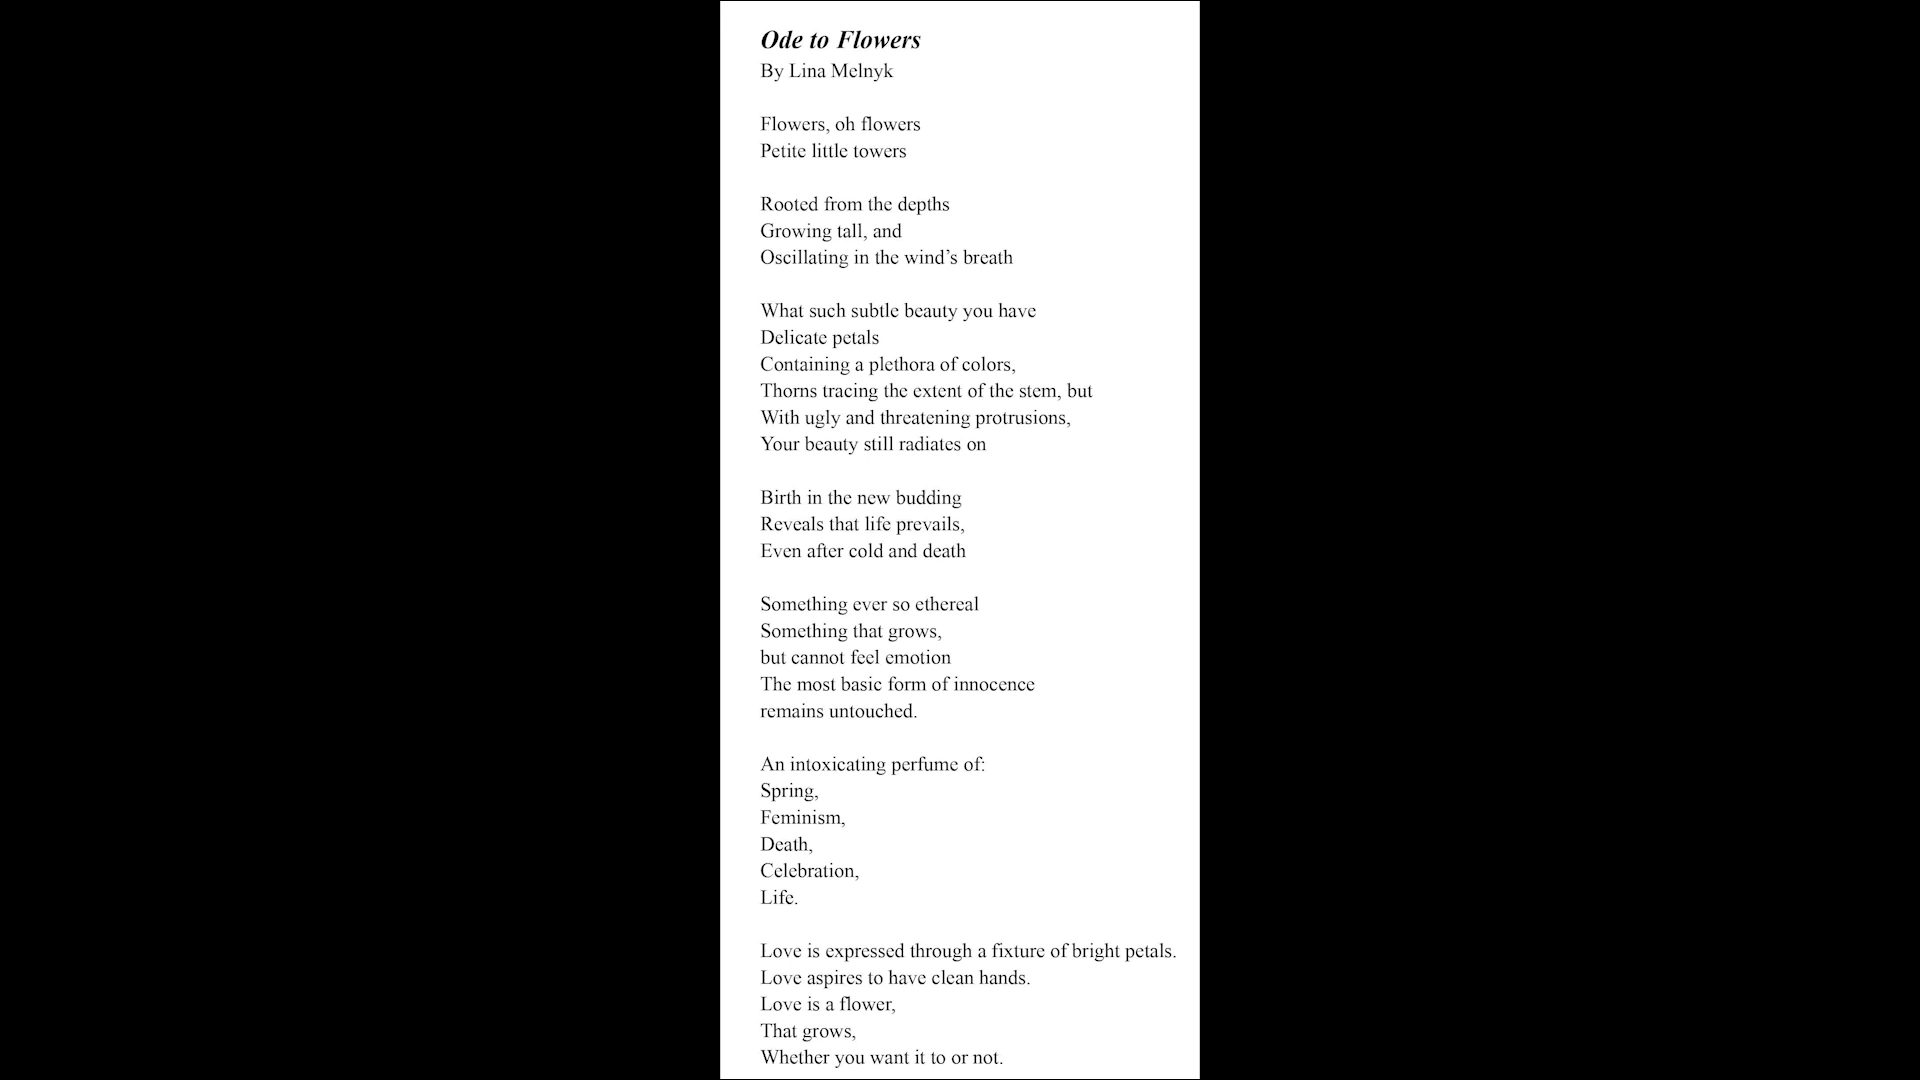 Ode to Flowers
By Lina Melnyk
Flowers, oh flowers
Petite little towers
Rooted from the depths
Growing tall, and
Oscillating in the wind’s breath
What such subtle beauty you have
Delicate petals
Containing a plethora of colors,
Thorns tracing the extent of the stem, but
With ugly and threatening protrusions,
Your beauty still radiates on
Birth in the new budding
Reveals that life prevails,
Even after cold and death
Something ever so ethereal
Something that grows,
but cannot feel emotion
The most basic form of innocence
remains untouched.
An intoxicating perfume of:
Spring,
Feminism,
Death,
Celebration,
Life.
Love is expressed through a fixture of bright petals.
Love aspires to have clean hands.
Love is a flower,
That grows,
Whether you want it to or not.